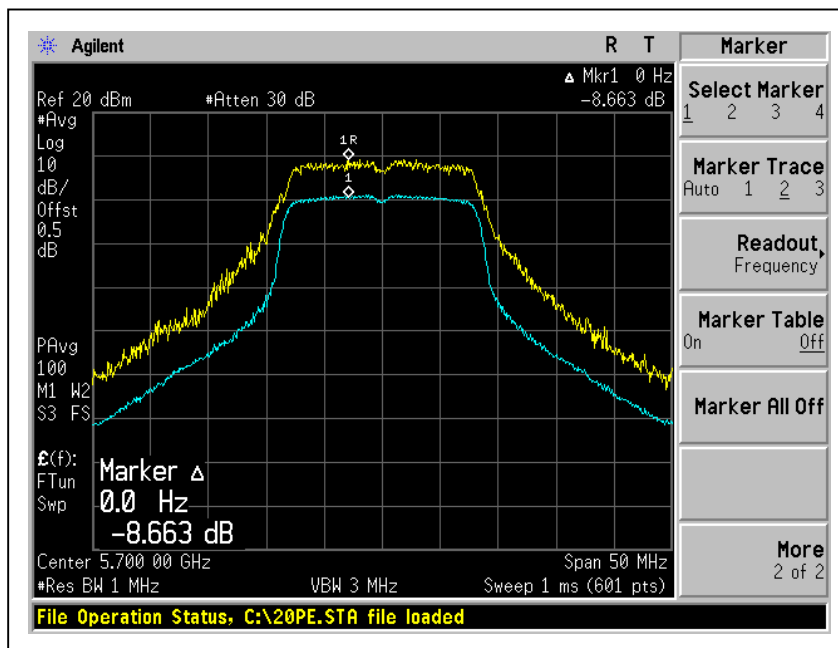 Agilent R T Marker
Δ Mkr1 0 Hz
Ref 20 dBm #Atten 30 dB -8.663 dB
#Avg
Log
10
dB/
Offst
0.5
dB
PAvg
100
M1 W2
S3 FS
£(f):
FTun
Swp
1R
1
Marker Δ
0.0 Hz
-8.663 dB
Center 5.700 00 GHz Span 50 MHz
#Res BW 1 MHz VBW 3 MHz Sweep 1 ms (601 pts)
File Operation Status, C:\20PE.STA file loaded
Select Marker
1 2 3 4
Marker Trace
Auto 1 2 3
Readout
Frequency
Marker Table
On Off
Marker All Off
More
2 of 2